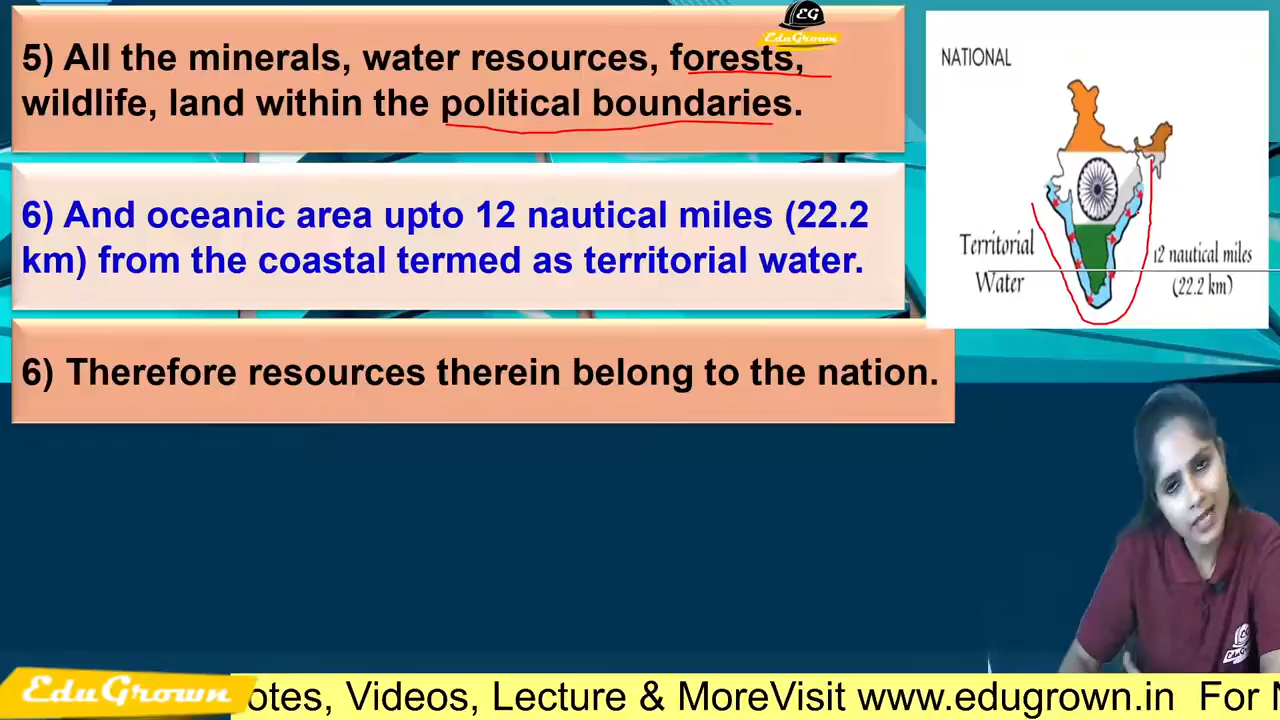 EG
EduGrown
5) All the minerals, water resources, forests,
wildlife, land within the political boundaries.
6) And oceanic area upto 12 nautical miles (22.2
km) from the coastal termed as territorial water.
6) Therefore resources therein belong to the nation.
NATIONAL
Territorial
Water
12 nautical miles
(22.2 km)
EduGrown
EduGrown
otes, Videos, Lecture & MoreVisit www.edugrown.in For